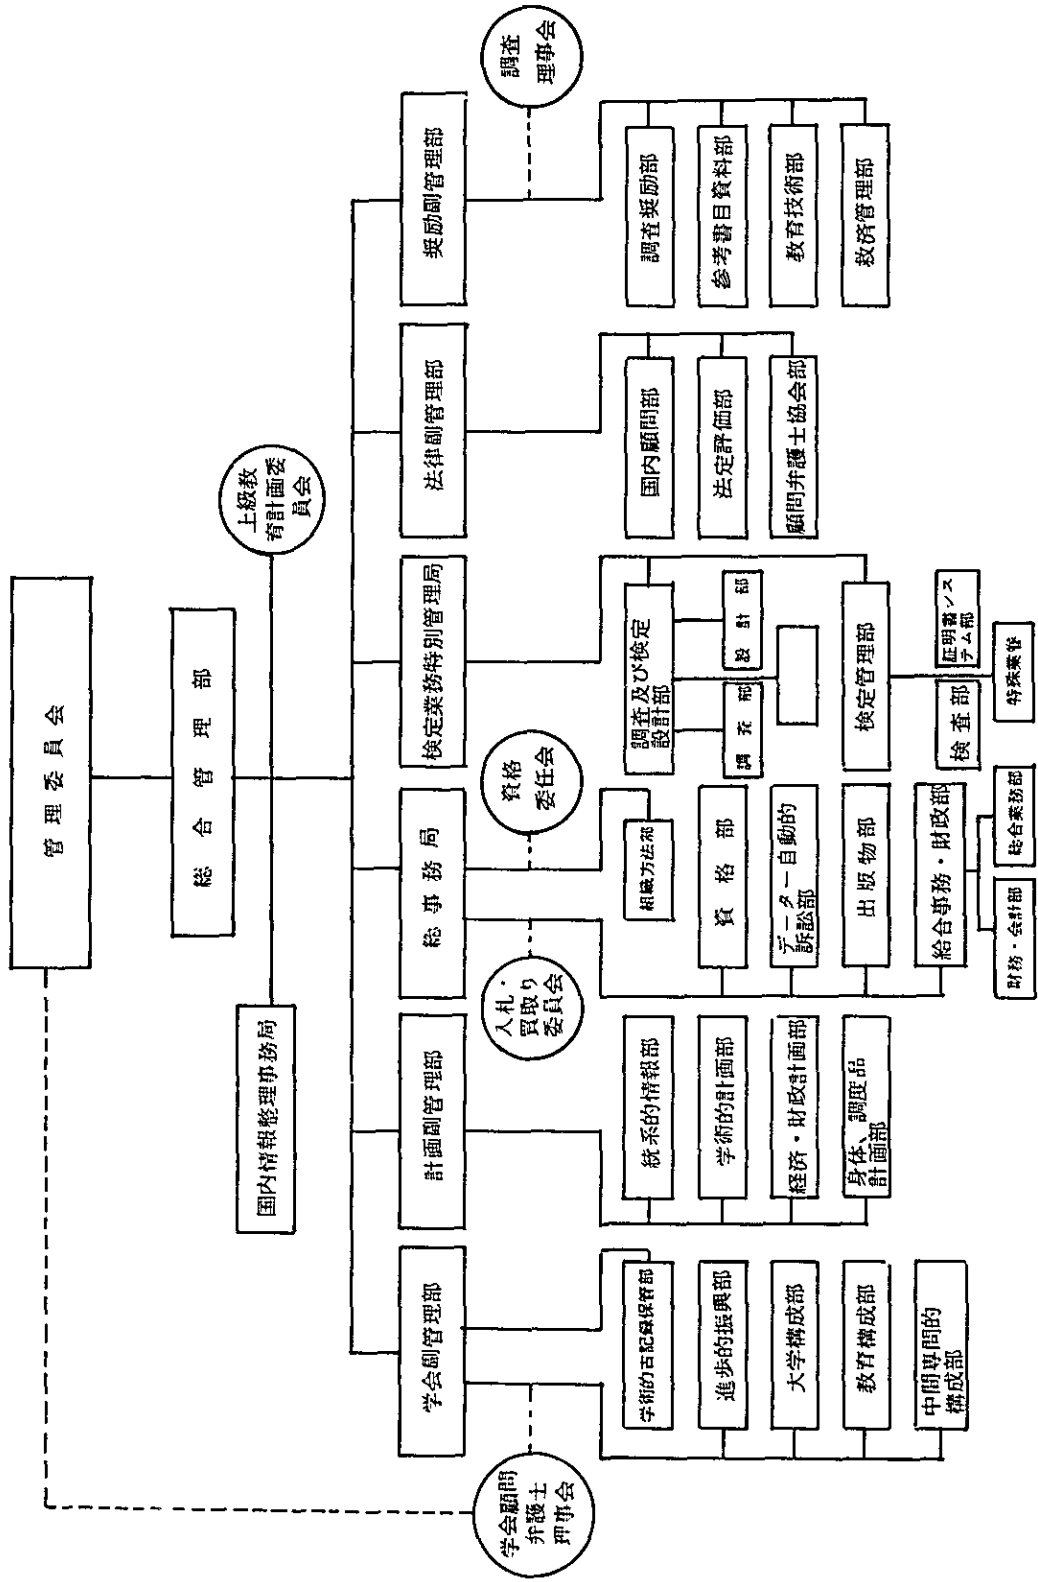 管理委員会
総合管理部
上級教
育計画委
員会
国内情報整理事務局
学会副管理部
計画副管理部
総事務局
検定業務特別管理局
法律副管理部
奨励副管理部
学会顧問
弁護士
理事会
入札・
買取り
委員会
資格
委任会
調査
理事会
学術的古記録保管部
進歩的振興部
大学構成部
教育構成部
中間専問的
構成部
統系的情報部
学術的計画部
経済・財政計画部
身体、調度品
計画部
組織方法部
資格部
データー自動的
訴訟部
出版物部
給合事務・財政部
財務・会計部
総合業務部
調査及び検定
設計部
調査部
設計部
検定管理部
検査部
証明書シス
テム部
特殊業管
国内顧問部
法定評価部
顧問弁護士協会部
調査奨励部
参考書目資料部
教育技術部
救済管理部